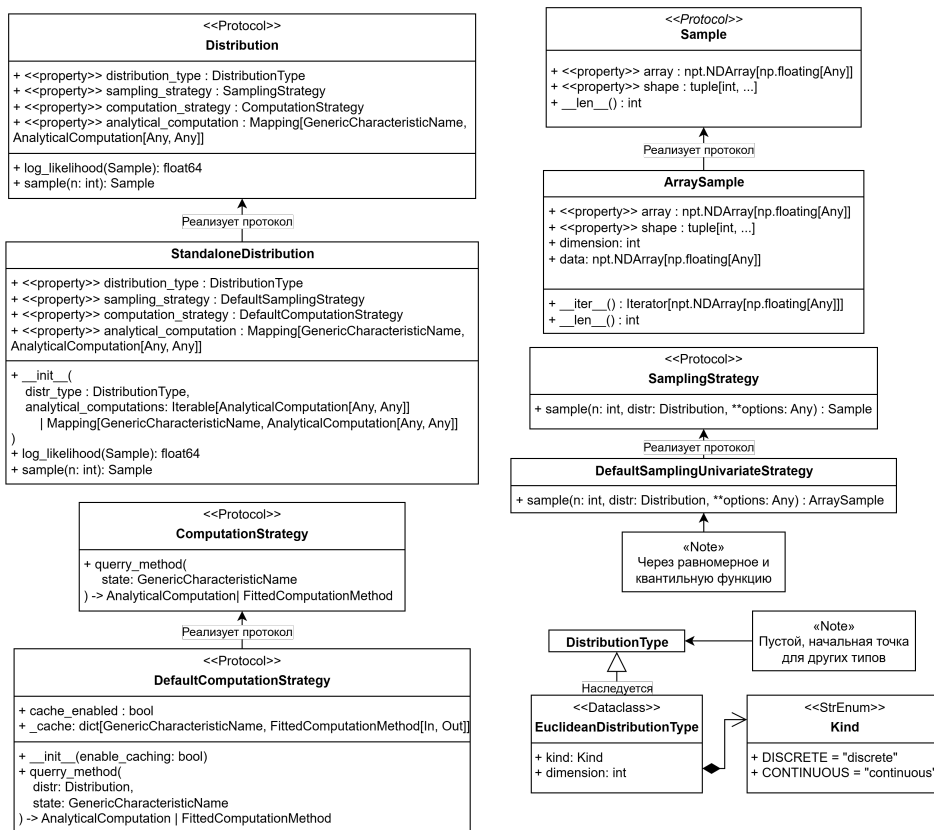 <<Protocol>>
Distribution
+ <<property>> distribution_type : DistributionType
+ <<property>> sampling_strategy : SamplingStrategy
+ <<property>> computation_strategy : ComputationStrategy
+ <<property>> analytical_computation : Mapping[GenericCharacteristicName,
AnalyticalComputation[Any, Any]]
+ log_likelihood(Sample): float64
+ sample(n: int): Sample
Реализует протокол
StandaloneDistribution
+ <<property>> distribution_type : DistributionType
+ <<property>> sampling_strategy : DefaultSamplingStrategy
+ <<property>> computation_strategy : DefaultComputationStrategy
+ <<property>> analytical_computation : Mapping[GenericCharacteristicName,
AnalyticalComputation[Any, Any]]
+ __init__(
distr_type : DistributionType,
analytical_computations: Iterable[AnalyticalComputation[Any, Any]]
| Mapping[GenericCharacteristicName, AnalyticalComputation[Any, Any]]
)
+ log_likelihood(Sample): float64
+ sample(n: int): Sample
<<Protocol>>
ComputationStrategy
+ querry_method(
state: GenericCharacteristicName
) -> AnalyticalComputation| FittedComputationMethod
Реализует протокол
<<Protocol>>
DefaultComputationStrategy
+ cache_enabled : bool
+ _cache: dict[GenericCharacteristicName, FittedComputationMethod[In, Out]]
+ __init__(enable_caching: bool)
+ querry_method(
distr: Distribution,
state: GenericCharacteristicName
) -> AnalyticalComputation | FittedComputationMethod
<<Protocol>>
Sample
+ <<property>> array : npt.NDArray[np.floating[Any]]
+ <<property>> shape : tuple[int, ...]
+ __len__() : int
Реализует протокол
ArraySample
+ <<property>> array : npt.NDArray[np.floating[Any]]
+ <<property>> shape : tuple[int, ...]
+ dimension: int
+ data: npt.NDArray[np.floating[Any]]
+ __iter__() : Iterator[npt.NDArray[np.floating[Any]]]
+ __len__() : int
<<Protocol>>
SamplingStrategy
+ sample(n: int, distr: Distribution, **options: Any) : Sample
Реализует протокол
DefaultSamplingUnivariateStrategy
+ sample(n: int, distr: Distribution, **options: Any) : ArraySample
«Note»
Через равномерное и
квантильную функцию
DistributionType
«Note»
Пустой, начальная точка
для других типов
Наследуется
<<Dataclass>>
EuclideanDistributionType
+ kind: Kind
+ dimension: int
<<StrEnum>>
Kind
+ DISCRETE = "discrete"
+ CONTINUOUS = "continuous"